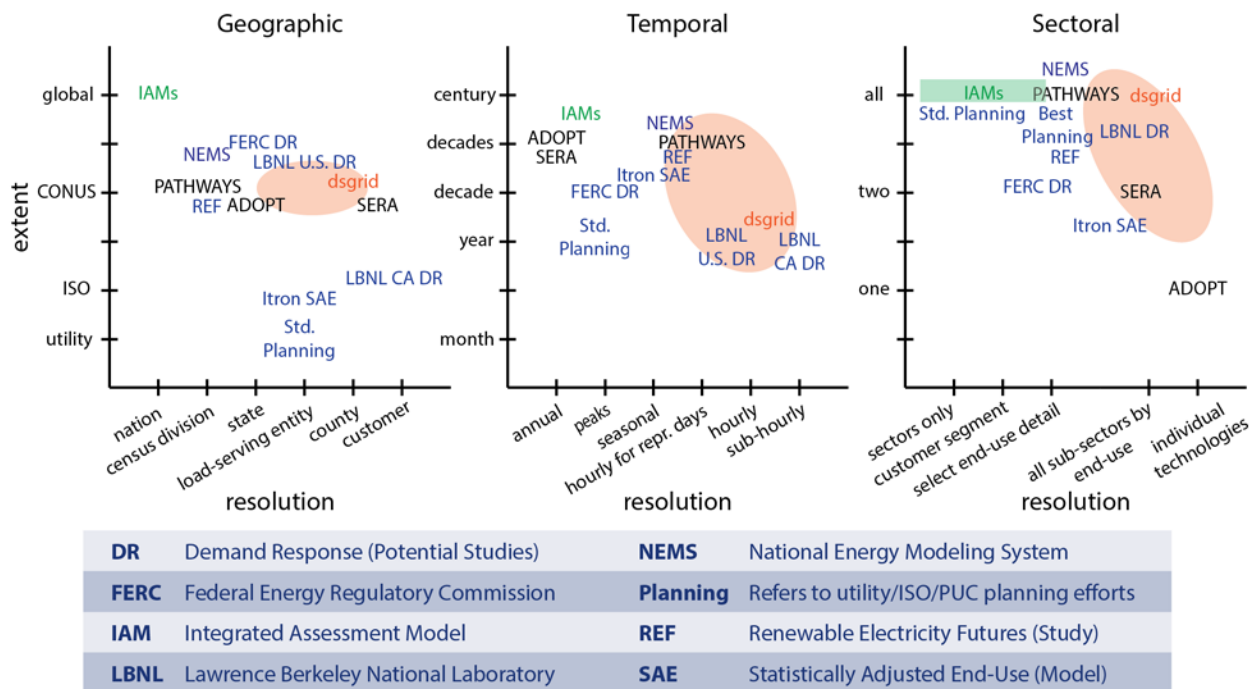 Geographic
extent
global
CONUS
ISO
utility
IAMs
FERC DR
NEMS
LBNL U.S. DR
PATHWAYS
dsgrid
REF
ADOPT
SERA
LBNL CA DR
Itron SAE
Std.
Planning
nation
census division
state
load-serving entity
county
customer
resolution
Temporal
century
decades
decade
year
month
IAMs
NEMS
ADOPT
PATHWAYS
SERA
REF
Itron SAE
FERC DR
dsgrid
Std.
Planning
LBNL
U.S. DR
LBNL
CA DR
annual
peaks
seasonal
hourly for repr. days
hourly
sub-hourly
resolution
Sectoral
all
two
one
NEMS
IAMs
PATHWAYS
dsgrid
Std. Planning
Best
Planning
LBNL DR
REF
FERC DR
SERA
Itron SAE
ADOPT
sectors only
customer segment
select end-use detail
all sub-sectors by
end-use
individual
technologies
resolution
DR Demand Response (Potential Studies) NEMS National Energy Modeling System
FERC Federal Energy Regulatory Commission Planning Refers to utility/ISO/PUC planning efforts
IAM Integrated Assessment Model REF Renewable Electricity Futures (Study)
LBNL Lawrence Berkeley National Laboratory SAE Statistically Adjusted End-Use (Model)